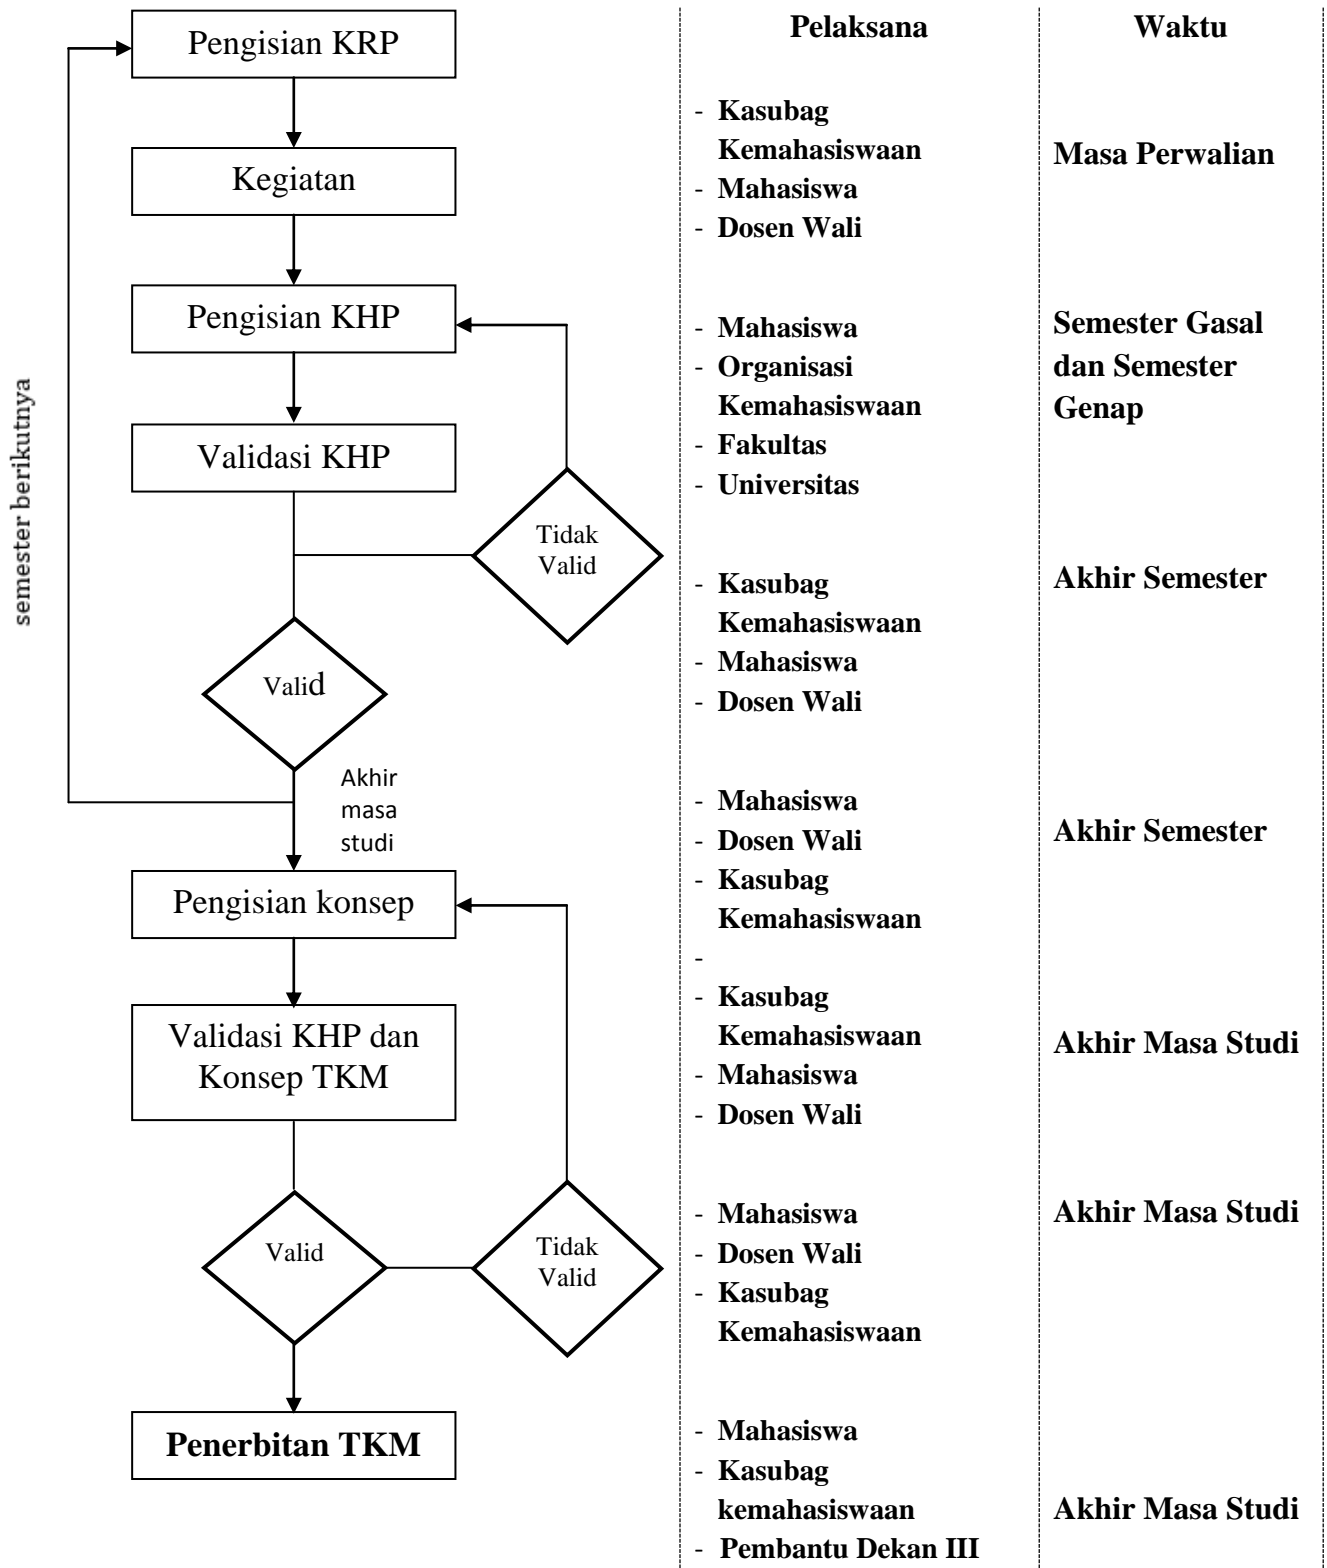 Pengisian KRP
Kegiatan
Pengisian KHP
Validasi KHP
Tidak
Valid
Valid
semester berikutnya
Akhir
masa
studi
Pengisian konsep
Validasi KHP dan
Konsep TKM
Valid
Tidak
Valid
Penerbitan TKM
Pelaksana
- Kasubag
Kemahasiswaan
- Mahasiswa
- Dosen Wali
- Mahasiswa
- Organisasi
Kemahasiswaan
- Fakultas
- Universitas
- Kasubag
Kemahasiswaan
- Mahasiswa
- Dosen Wali
- Mahasiswa
- Dosen Wali
- Kasubag
Kemahasiswaan
-
- Kasubag
Kemahasiswaan
- Mahasiswa
- Dosen Wali
- Mahasiswa
- Dosen Wali
- Kasubag
Kemahasiswaan
- Mahasiswa
- Kasubag
kemahasiswaan
- Pembantu Dekan III
Waktu
Masa Perwalian
Semester Gasal
dan Semester
Genap
Akhir Semester
Akhir Semester
Akhir Masa Studi
Akhir Masa Studi
Akhir Masa Studi